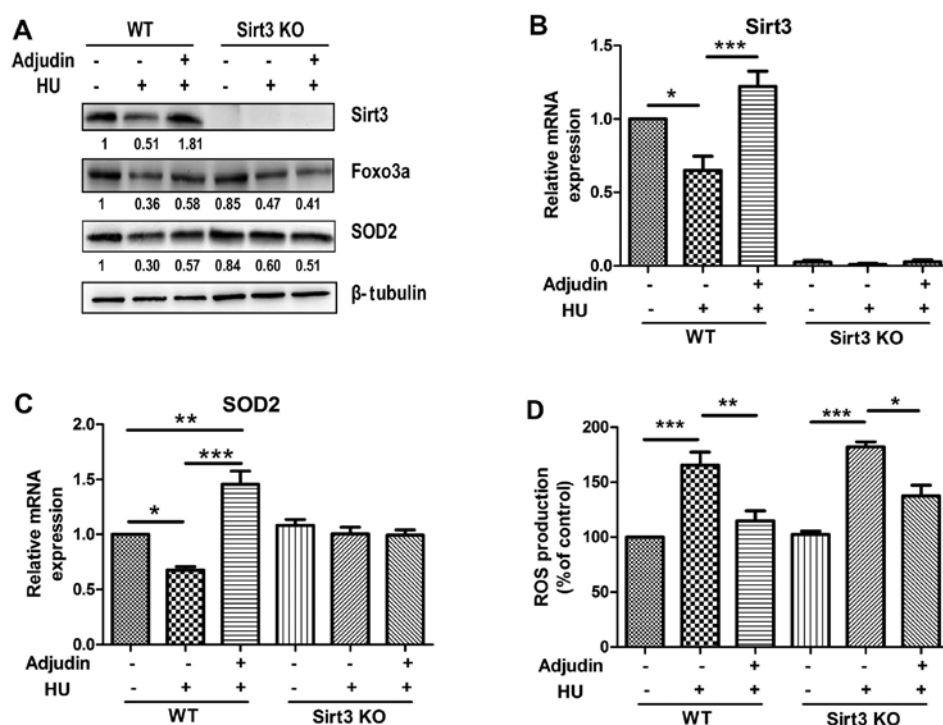 A
WT Sirt3 KO
Adjudin - - + - - +
HU - + + - + +
Sirt3
1 0.51 1.81
Foxo3a
1 0.36 0.58 0.85 0.47 0.41
SOD2
1 0.30 0.57 0.84 0.60 0.51
β- tubulin
B
Sirt3
Relative mRNA
expression
1.5
1.0
0.5
0.0
*
***
Adjudin - - + - - +
HU - + + - + +
WT Sirt3 KO
C
SOD2
Relative mRNA
expression
2.0
1.5
1.0
0.5
0.0
**
***
*
Adjudin - - + - - +
HU - + + - + +
WT Sirt3 KO
D
ROS production
(% of control)
200
150
100
50
0
***
**
***
*
Adjudin - - + - - +
HU - + + - + +
WT Sirt3 KO